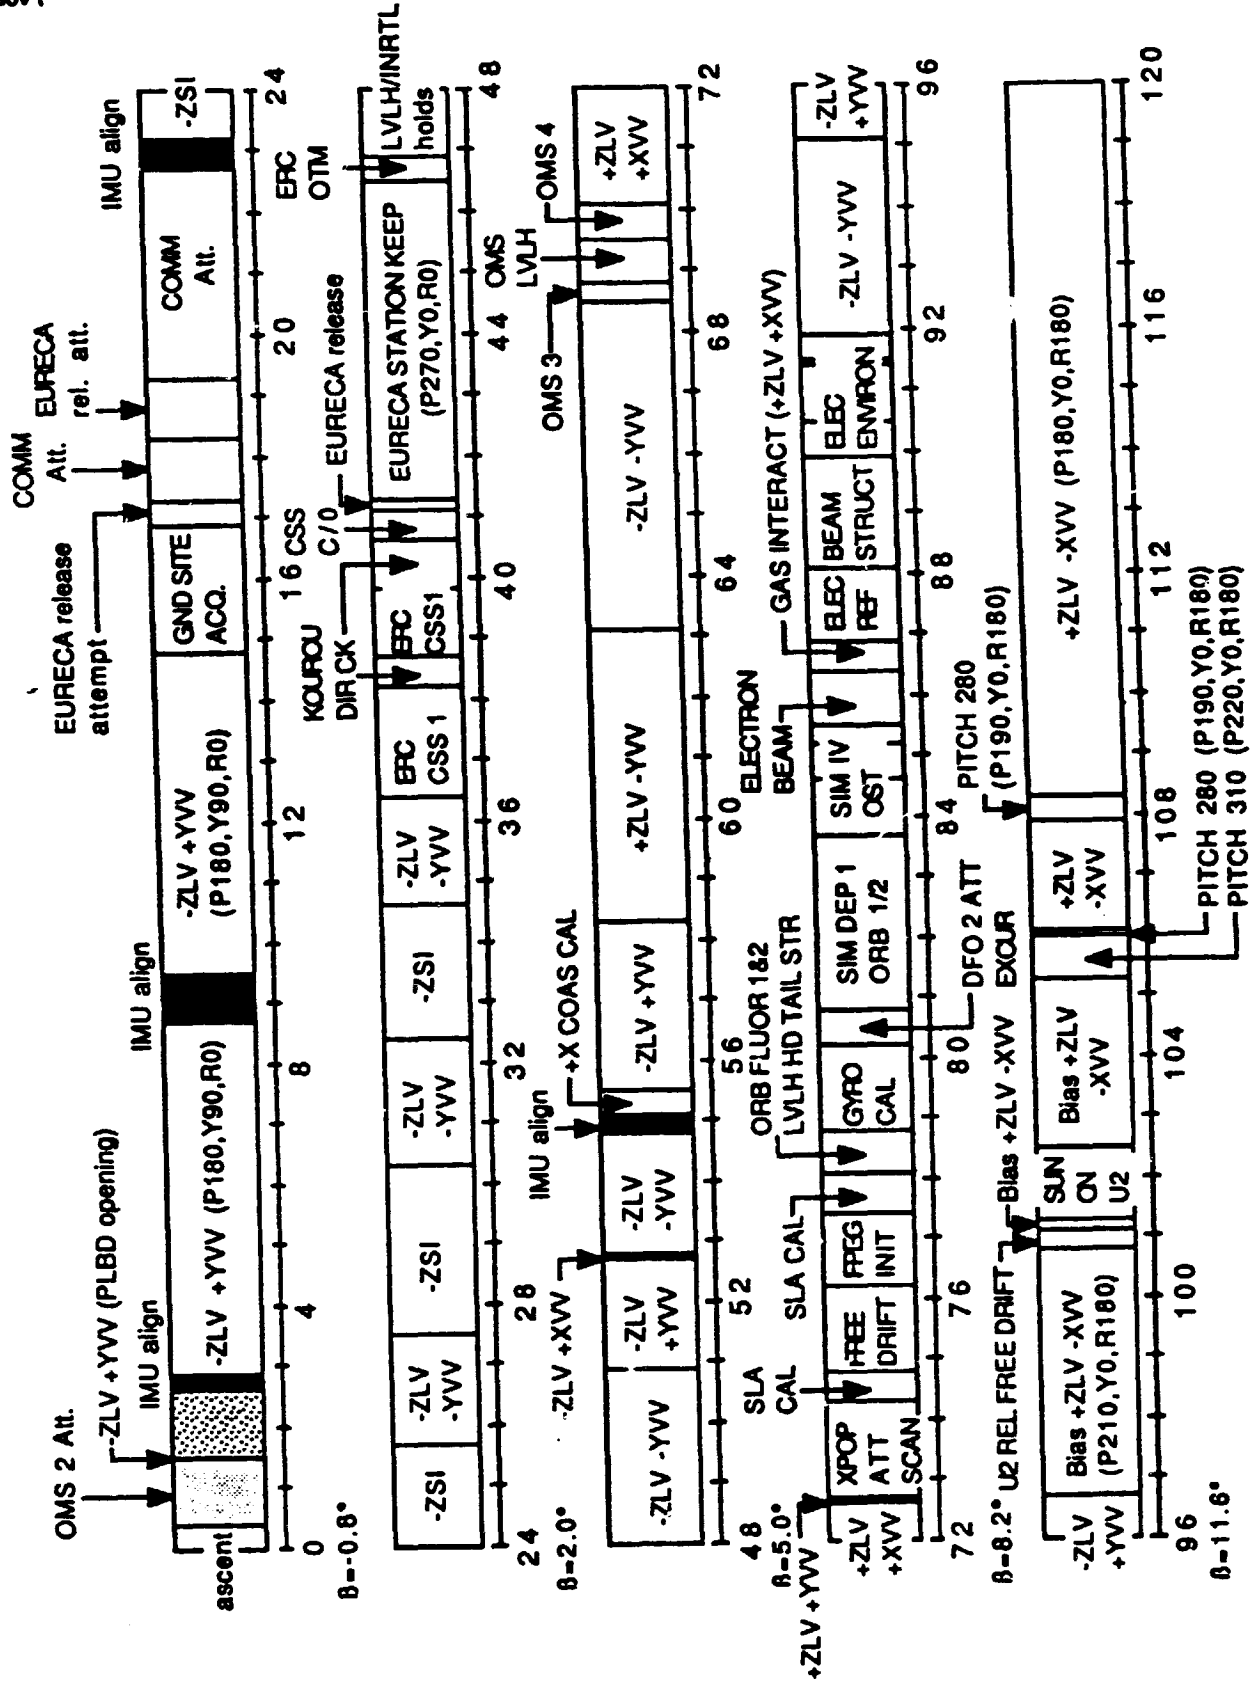 OMS 2 Att.
-ZLV +YVV (PLBD opening)
IMU align
IMU align
EURECA release
attempt
COMM
Att.
EURECA
rel. att.
IMU align
ascent
-ZLV +YVV (P180,Y90,R0)
-ZLV +YVV
(P180,Y90,R0)
GND SITE
ACQ.
COMM
Att.
-ZSI
0
4
8
12
16
20
24
ß=-0.8°
KOUROU
DIR CK
CSS
C/0
EURECA release
ERC
OTM
-ZSI
-ZLV
-YVV
-ZSI
-ZLV
-YVV
-ZSI
-ZLV
-YVV
ERC
CSS 1
ERC
CSS1
EURECA STATION KEEP
(P270,Y0,R0)
LVLH/INRTL
holds
24
28
32
36
40
44
48
ß=2.0°
-ZLV +XVV
IMU align
+X COAS CAL
OMS 3
OMS
LVLH
OMS 4
-ZLV -YVV
-ZLV
+YVV
-ZLV
-YVV
-ZLV +YVV
+ZLV -YVV
-ZLV -YVV
+ZLV
+XVV
48
52
56
60
64
68
72
ß=5.0°
+ZLV +YVV
SLA
CAL
SLA CAL
ORB FLUOR 1&2
LVLH HD TAIL STR
ELECTRON
BEAM
GAS INTERACT (+ZLV +XVV)
+ZLV
+XVV
XPOP
ATT
SCAN
FREE
DRIFT
FPEG
INIT
GYRO
CAL
SIM DEP 1
ORB 1/2
SIM IV
OST
ELEC
REF
BEAM
STRUCT
ELEC
ENVIRON
-ZLV -YVV
-ZLV
+YVV
72
76
80
84
88
92
96
DFO 2 ATT
ß=8.2°
U2 REL FREE DRIFT
Bias +ZLV -XVV
EXCUR
PITCH 280
(P190,Y0,R180)
-ZLV
+YVV
Bias +ZLV -XVV
(P210,Y0,R180)
SUN
ON
U2
Bias +ZLV
-XVV
+ZLV
-XVV
+ZLV -XVV (P180,Y0,R180)
96
100
104
108
112
116
120
PITCH 280 (P190,Y0,R180)
PITCH 310 (P220,Y0,R180)
ß=11.6°